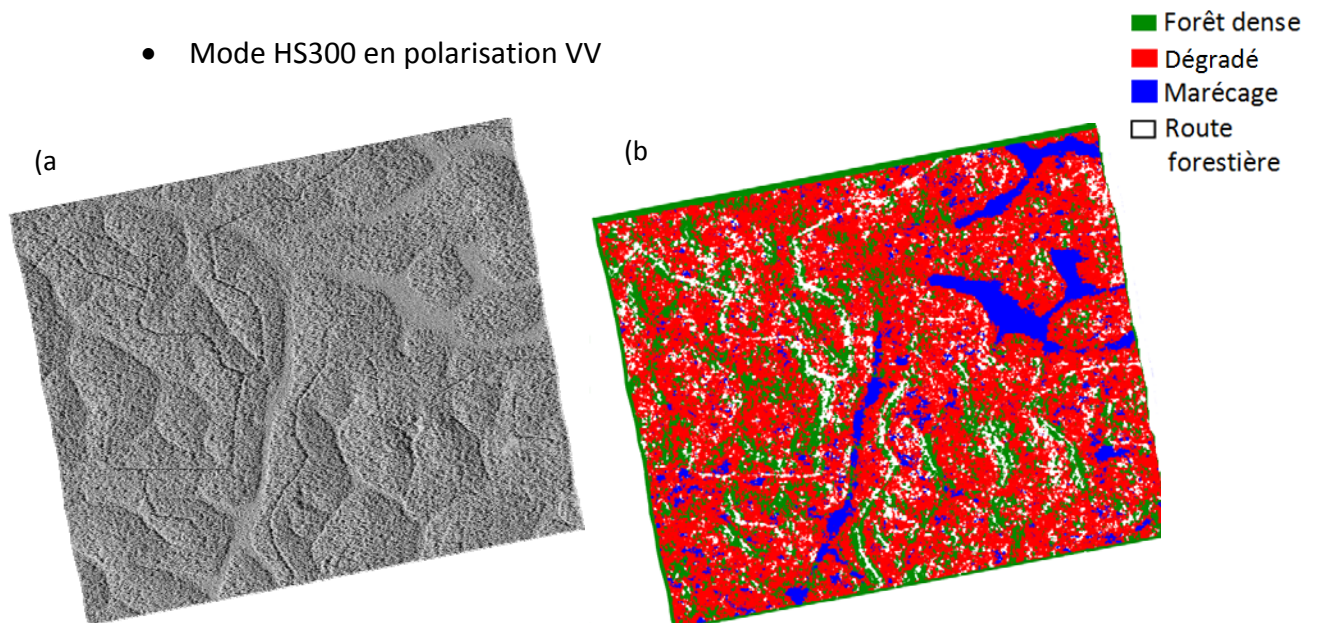 • Mode HS300 en polarisation VV
(a
(b
Forêt dense
Dégradé
Marécage
Route
forestière